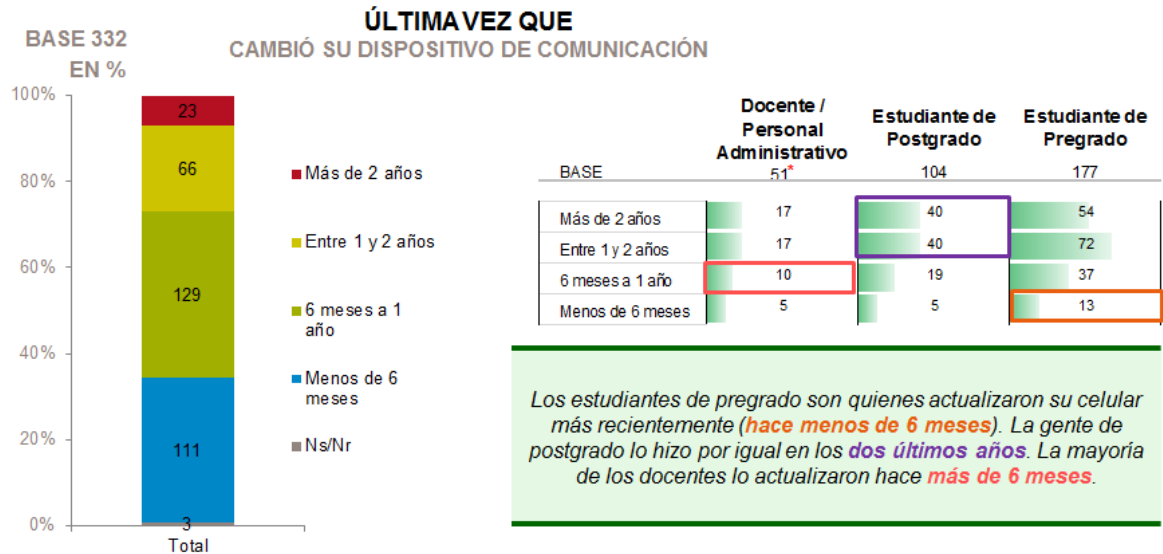 ÚLTIMA VEZ QUE
CAMBIÓ SU DISPOSITIVO DE COMUNICACIÓN
BASE 332
EN %
100%
80%
60%
40%
20%
0%
23
66
129
111
3
Total
Más de 2 años
Entre 1 y 2 años
6 meses a 1
año
Menos de 6
meses
Ns/Nr
Docente /
Personal
Administrativo
Estudiante de
Postgrado
Estudiante de
Pregrado
BASE 51* 104 177
Más de 2 años 17 40 54
Entre 1 y 2 años 17 40 72
6 meses a 1 año 10 19 37
Menos de 6 meses 5 5 13
Los estudiantes de pregrado son quienes actualizaron su celular
más recientemente (hace menos de 6 meses). La gente de
postgrado lo hizo por igual en los dos últimos años. La mayoría
de los docentes lo actualizaron hace más de 6 meses.